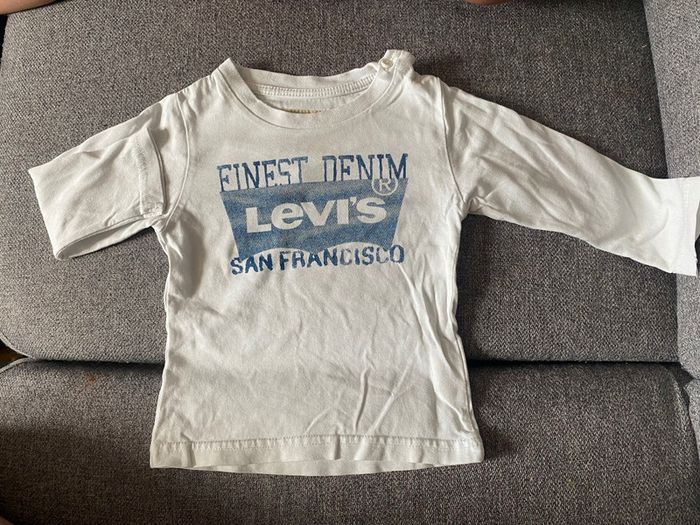 FINEST DENIM
Levi's ®
SAN FRANCISCO